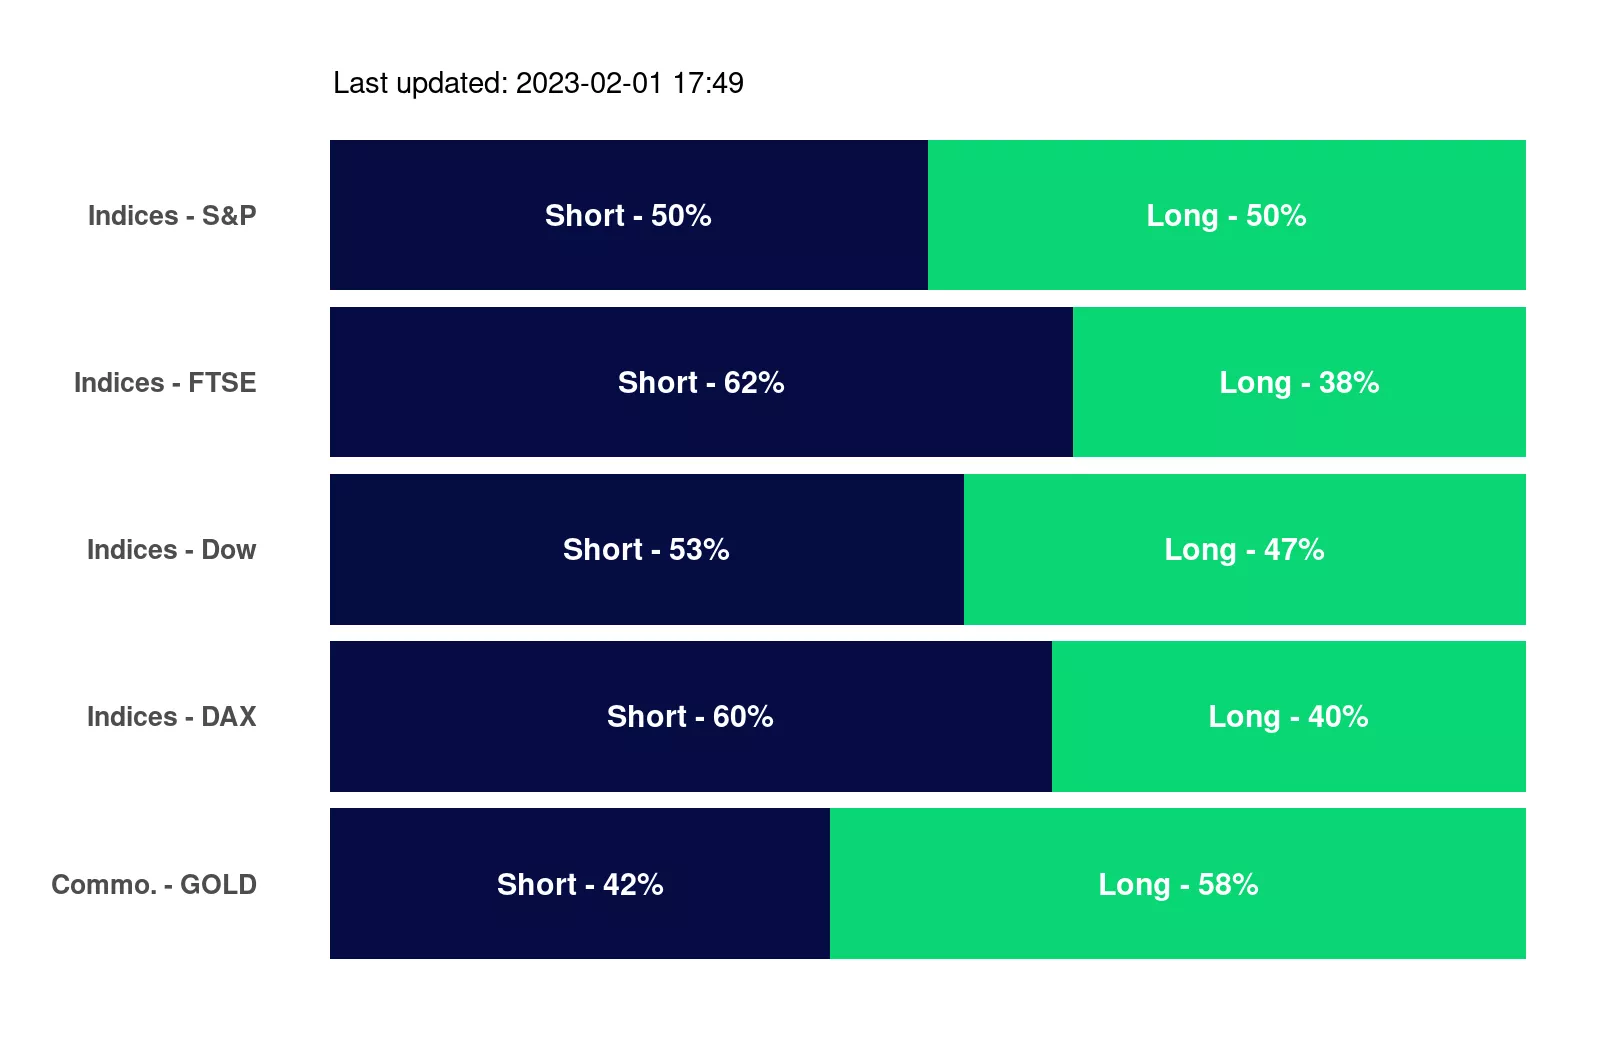 Last updated: 2023-02-01 17:49
Indices - S&P Short - 50% Long - 50%
Indices - FTSE Short - 62% Long - 38%
Indices - Dow Short - 53% Long - 47%
Indices - DAX Short - 60% Long - 40%
Commo. - GOLD Short - 42% Long - 58%